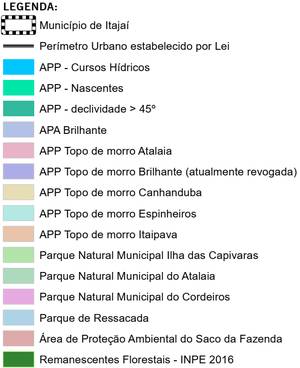 LEGENDA:
Município de Itajaí
Perímetro Urbano estabelecido por Lei
APP - Cursos Hídricos
APP - Nascentes
APP - declividade > 45º
APA Brilhante
APP Topo de morro Atalaia
APP Topo de morro Brilhante (atualmente revogada)
APP Topo de morro Canhanduba
APP Topo de morro Espinheiros
APP Topo de morro Itaipava
Parque Natural Municipal Ilha das Capivaras
Parque Natural Municipal do Atalaia
Parque Natural Municipal do Cordeiros
Parque de Ressacada
Área de Proteção Ambiental do Saco da Fazenda
Remanescentes Florestais - INPE 2016